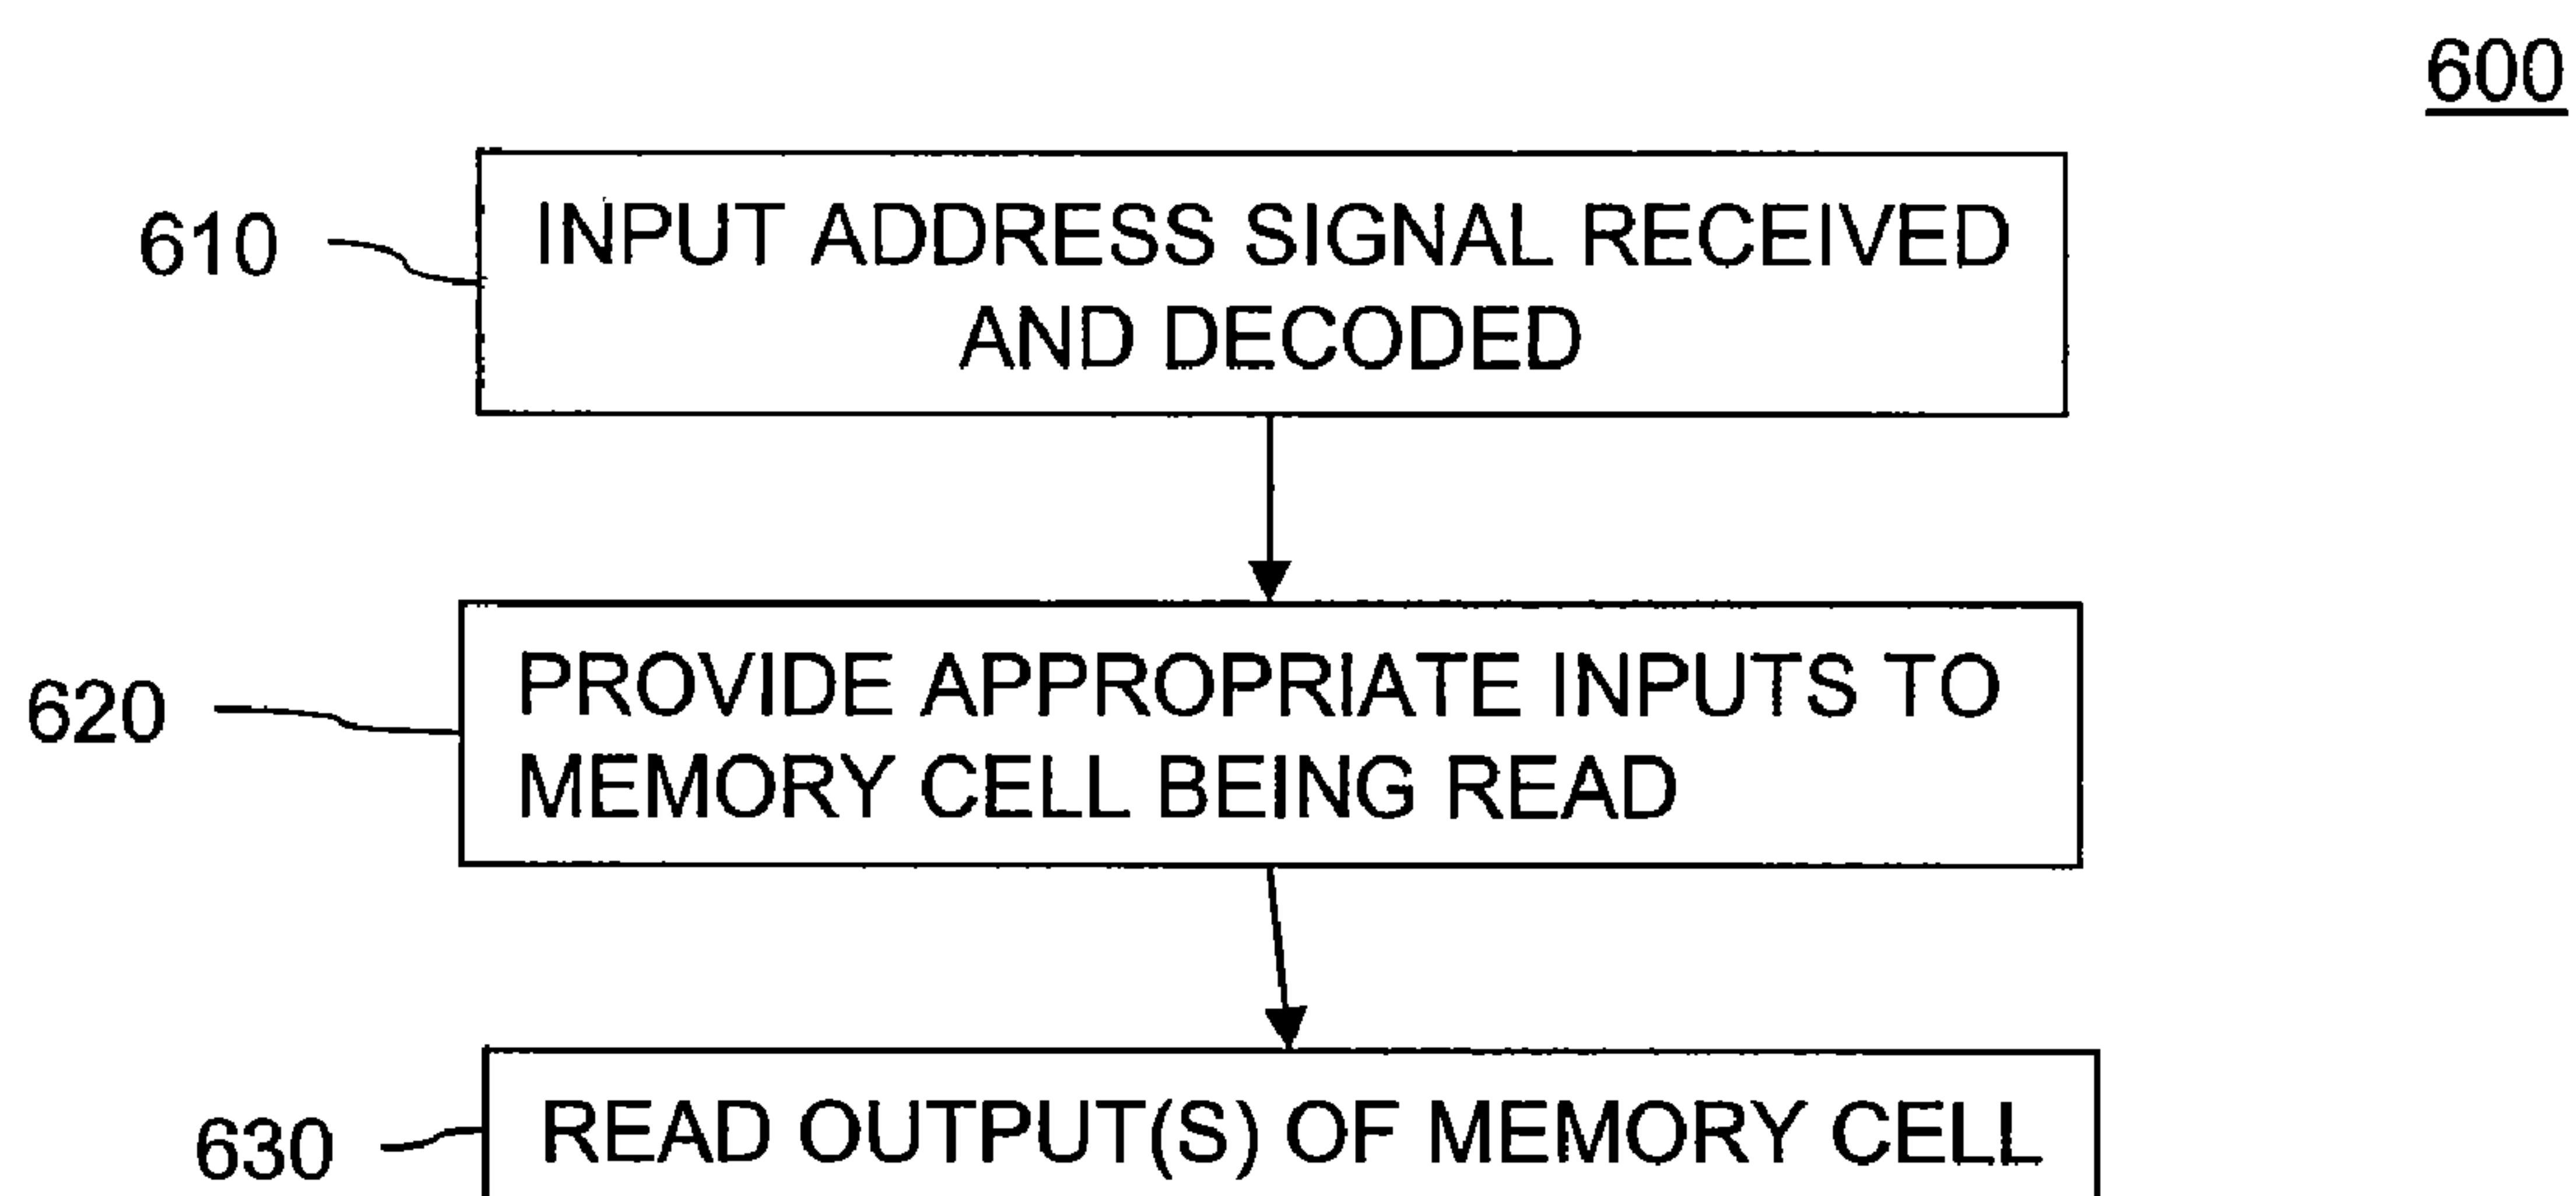 600
610
INPUT ADDRESS SIGNAL RECEIVED
AND DECODED
620
PROVIDE APPROPRIATE INPUTS TO
MEMORY CELL BEING READ
630
READ OUTPUT(S) OF MEMORY CELL